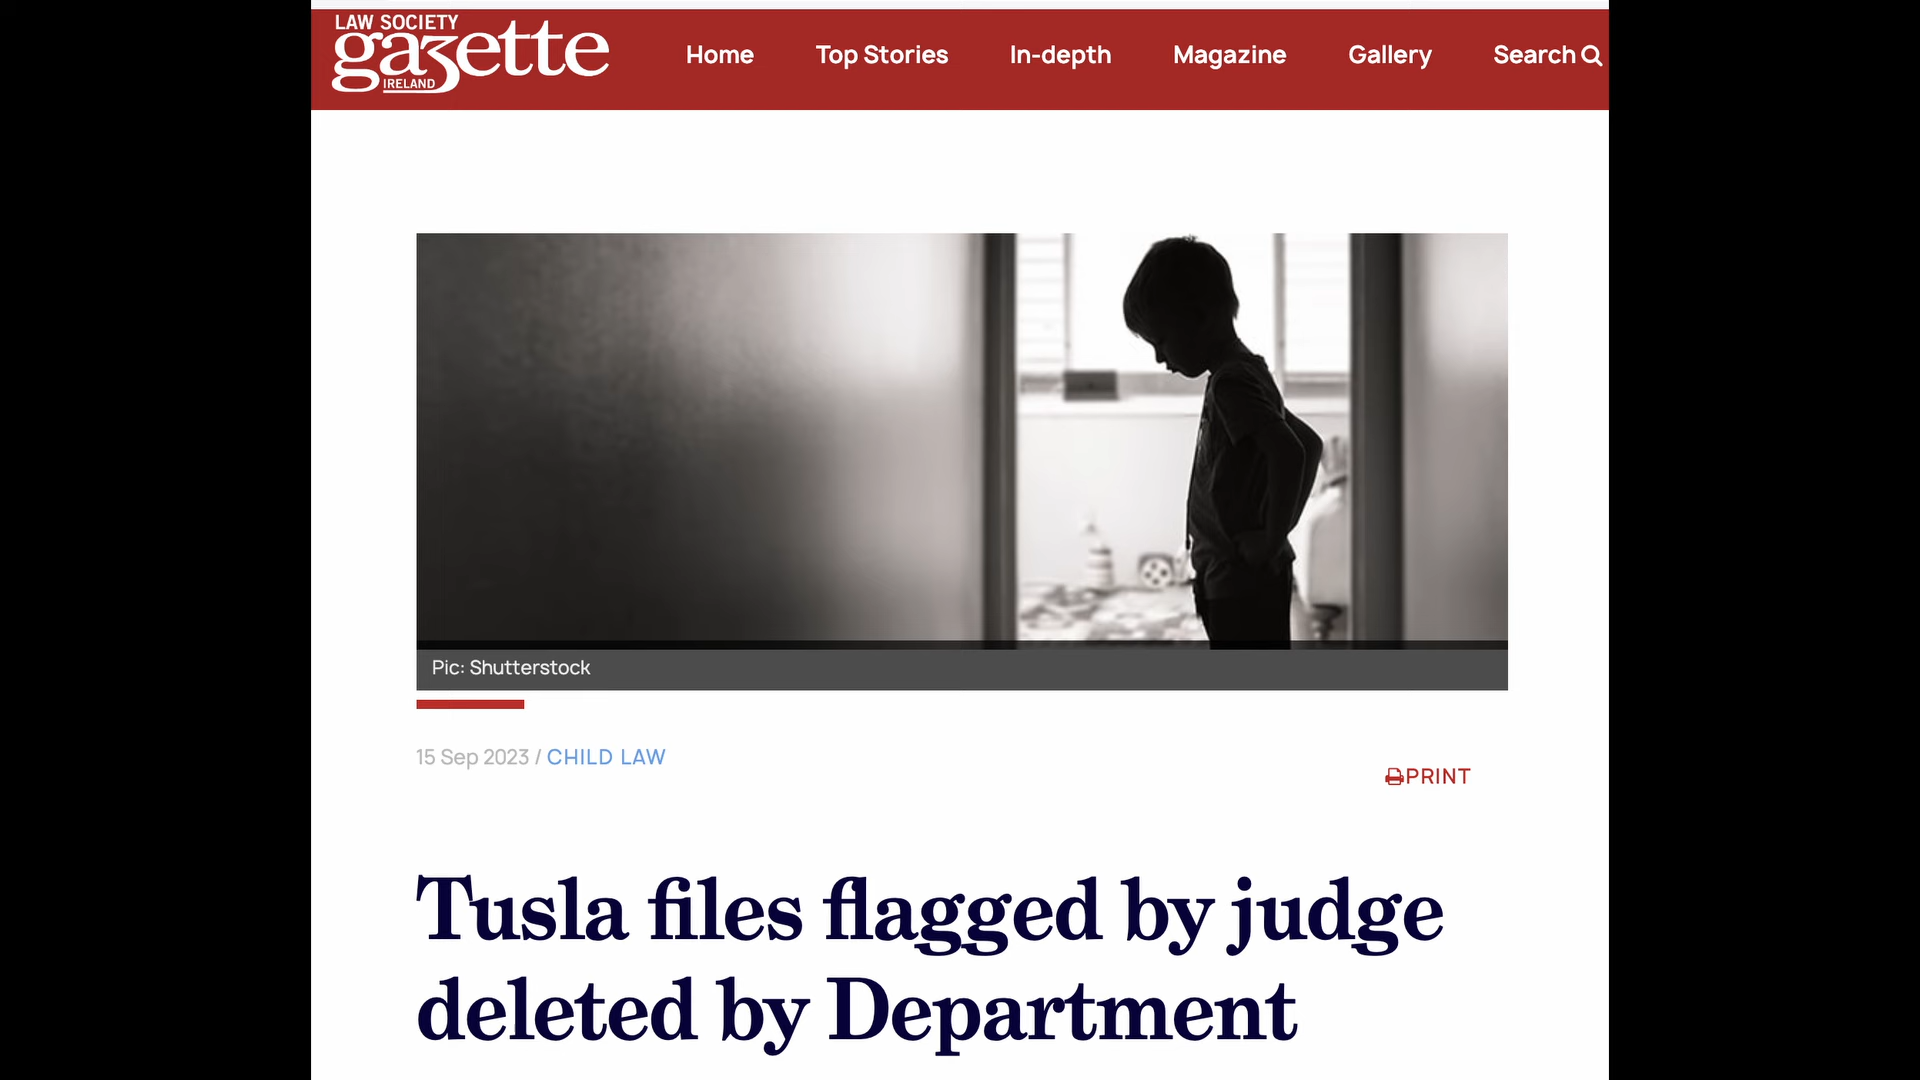 LAW SOCIETY
gazette
IRELAND
Home Top Stories In-depth Magazine Gallery Search
Pic: Shutterstock
15 Sep 2023 / CHILD LAW
PRINT
Tusla files flagged by judge
deleted by Department